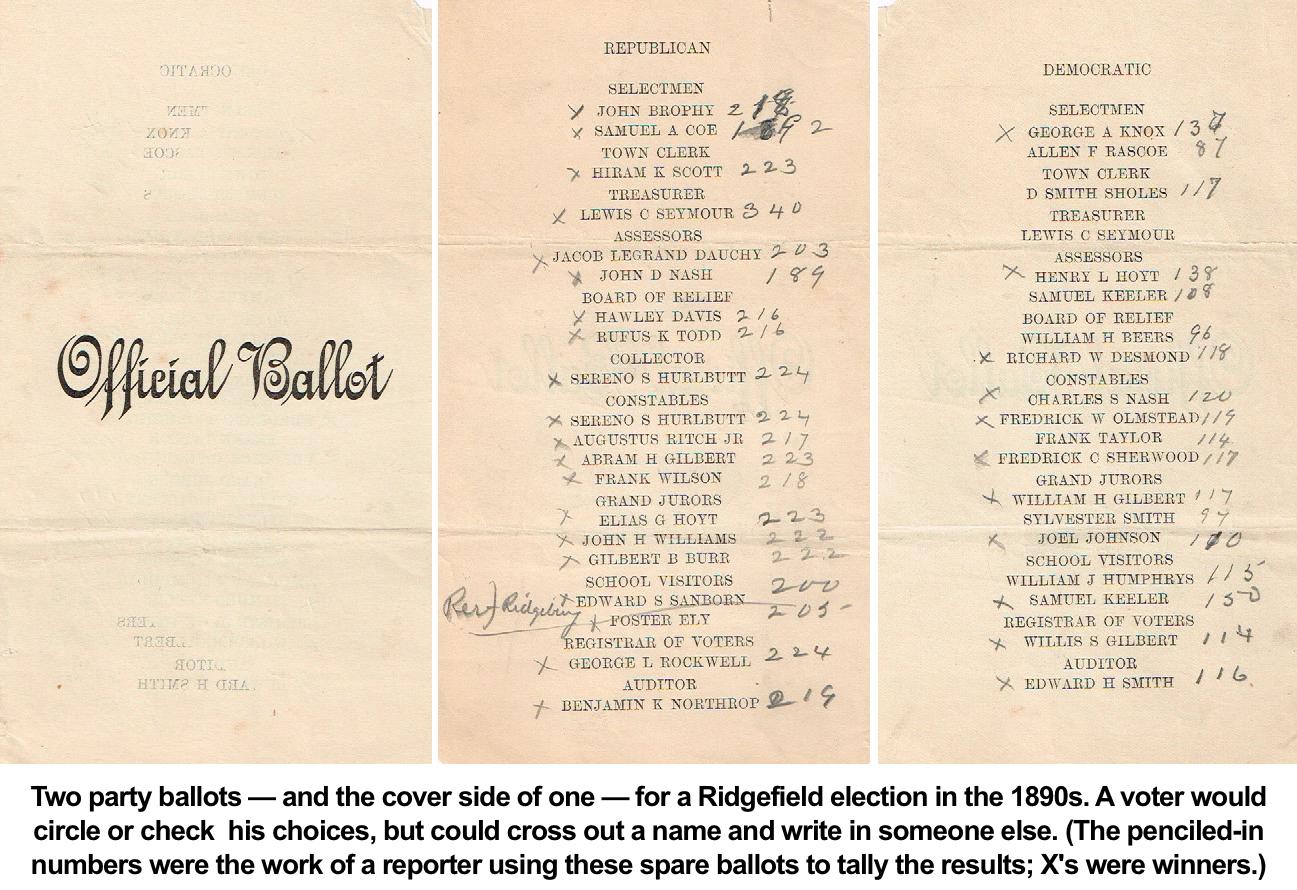 Official Ballot
REPUBLICAN
SELECTMEN
X JOHN BROPHY 2
X SAMUEL A COE
TOWN CLERK
X HIRAM K SCOTT 223
TREASURER
X LEWIS C SEYMOUR 340
ASSESSORS
X JACOB LEGRAND DAUCHY 203
X JOHN D NASH 189
BOARD OF RELIEF
X HAWLEY DAVIS 216
X RUFUS K TODD 216
COLLECTOR
X SERENO S HURLBUTT 224
CONSTABLES
X SERENO S HURLBUTT 224
X AUGUSTUS RITCH JR 217
X ABRAM H GILBERT 223
X FRANK WILSON 218
GRAND JURORS
X ELIAS G HOYT 223
X JOHN H WILLIAMS 222
X GILBERT B BURR 222
SCHOOL VISITORS
X EDWARD S SANBORN 200
X FOSTER ELY 205
REGISTRAR OF VOTERS
X GEORGE L ROCKWELL 224
AUDITOR
X BENJAMIN K NORTHROP 219
DEMOCRATIC
SELECTMEN
X GEORGE A KNOX
ALLEN F RASCOE 87
TOWN CLERK
D SMITH SHOLES 117
TREASURER
LEWIS C SEYMOUR
ASSESSORS
X HENRY L HOYT 138
SAMUEL KEELER 108
BOARD OF RELIEF
WILLIAM H BEERS 96
X RICHARD W DESMOND 118
CONSTABLES
X CHARLES S NASH 120
X FREDRICK W OLMSTEAD 119
FRANK TAYLOR 114
X FREDRICK C SHERWOOD 117
GRAND JURORS
X WILLIAM H GILBERT 117
SYLVESTER SMITH 97
X JOEL JOHNSON
SCHOOL VISITORS
WILLIAM J HUMPHRYS 115
X SAMUEL KEELER 150
REGISTRAR OF VOTERS
X WILLIS S GILBERT 114
AUDITOR
X EDWARD H SMITH 116
Two party ballots — and the cover side of one — for a Ridgefield election in the 1890s. A voter would
circle or check his choices, but could cross out a name and write in someone else. (The penciled-in
numbers were the work of a reporter using these spare ballots to tally the results; X's were winners.)